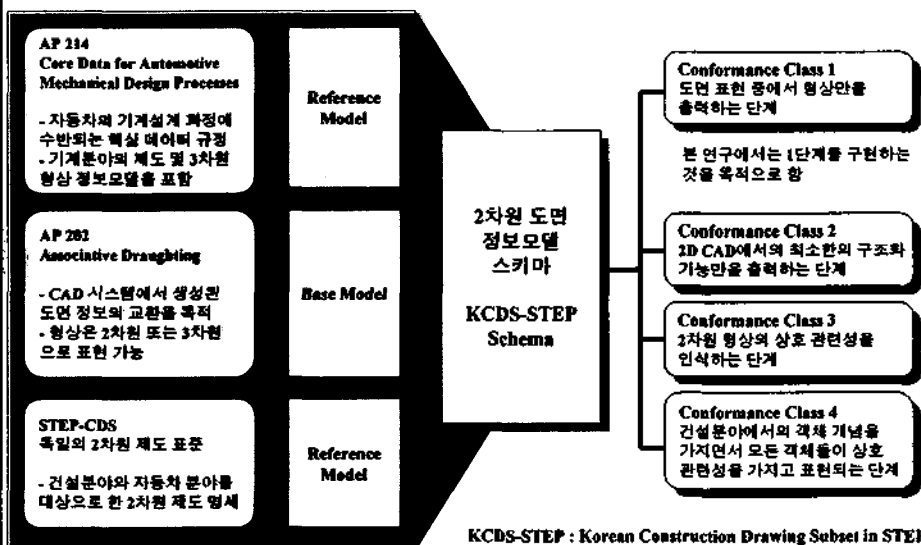 AP 214
Core Data for Automotive
Mechanical Design Processes
- 자동차의 기계설계 과정에
수반되는 핵심 데이터 규정
- 기계분야의 제도 및 3차원
형상 정보모델을 포함
Reference
Model
AP 202
Associative Draughting
- CAD 시스템에서 생성된
도면 정보의 교환을 목적
- 형상은 2차원 또는 3차원
으로 표현 가능
Base Model
STEP-CDS
독일의 2차원 제도 표준
- 건설분야와 자동차 분야를
대상으로 한 2차원 제도 명세
Reference
Model
2차원 도면
정보모델
스키마
KCDS-STEP
Schema
Conformance Class 1
도면 표현 중에서 형상만을
출력하는 단계
본 연구에서는 1단계를 구현하는
것을 목적으로 함
Conformance Class 2
2D CAD에서의 최소한의 구조화
기능만을 출력하는 단계
Conformance Class 3
2차원 형상의 상호 관련성을
인식하는 단계
Conformance Class 4
건설분야에서의 객체 개념을
가지면서 모든 객체들이 상호
관련성을 가지고 표현되는 단계
KCDS-STEP : Korean Construction Drawing Subset in STEP